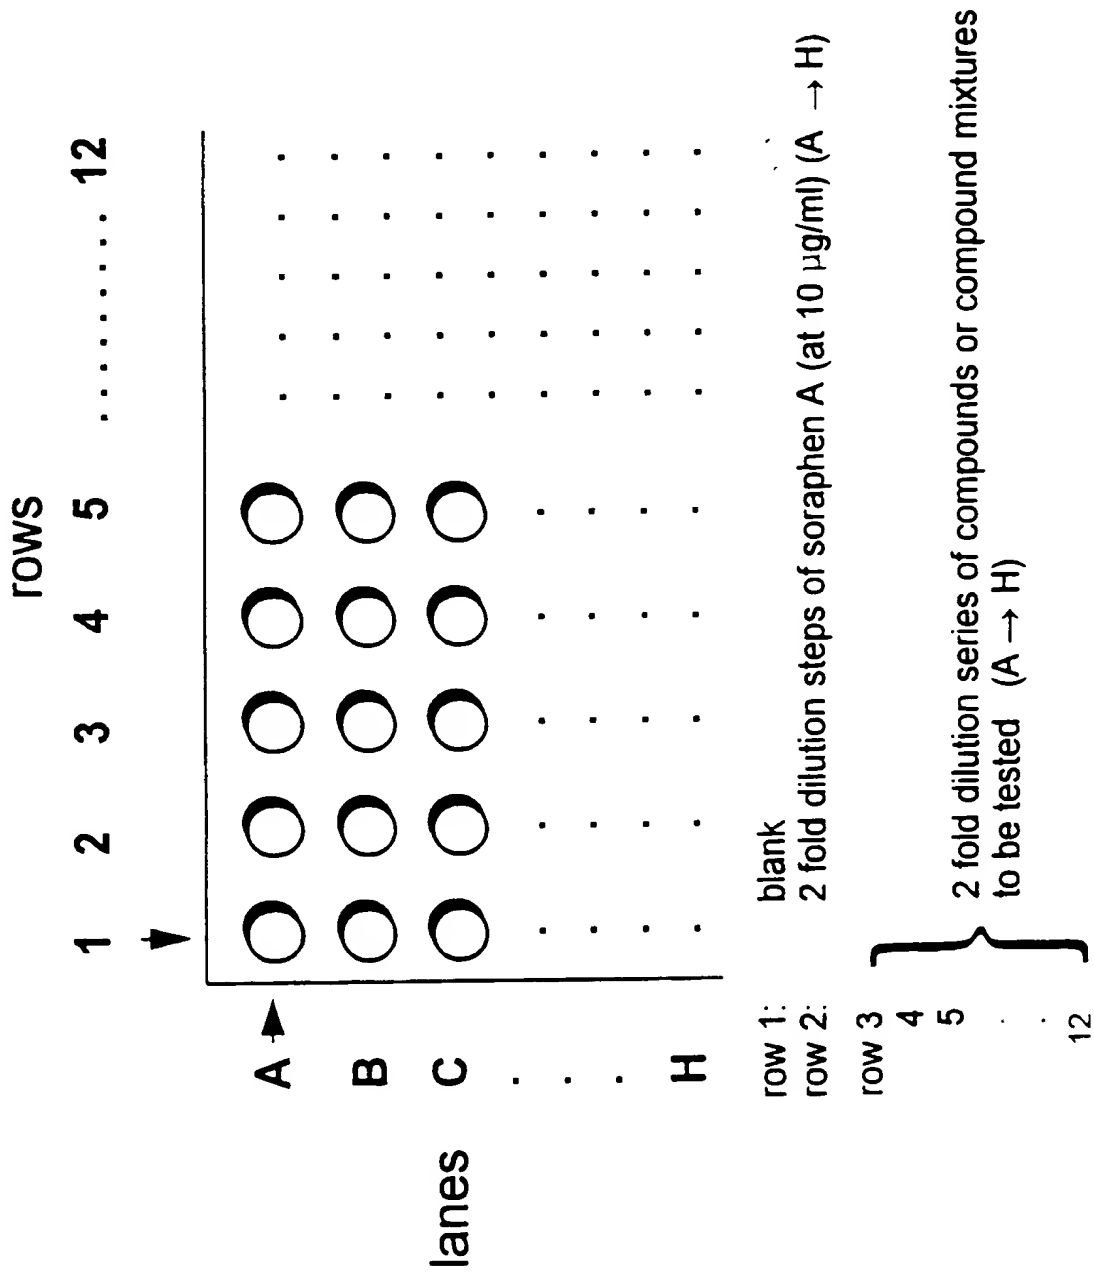 rows
1 2 3 4 5 ........ 12
lanes
A
B
C
.
.
.
H
row 1: blank
row 2: 2 fold dilution steps of soraphen A (at 10 µg/ml) (A → H)
row 3
4
5
.
.
12
2 fold dilution series of compounds or compound mixtures
to be tested (A → H)